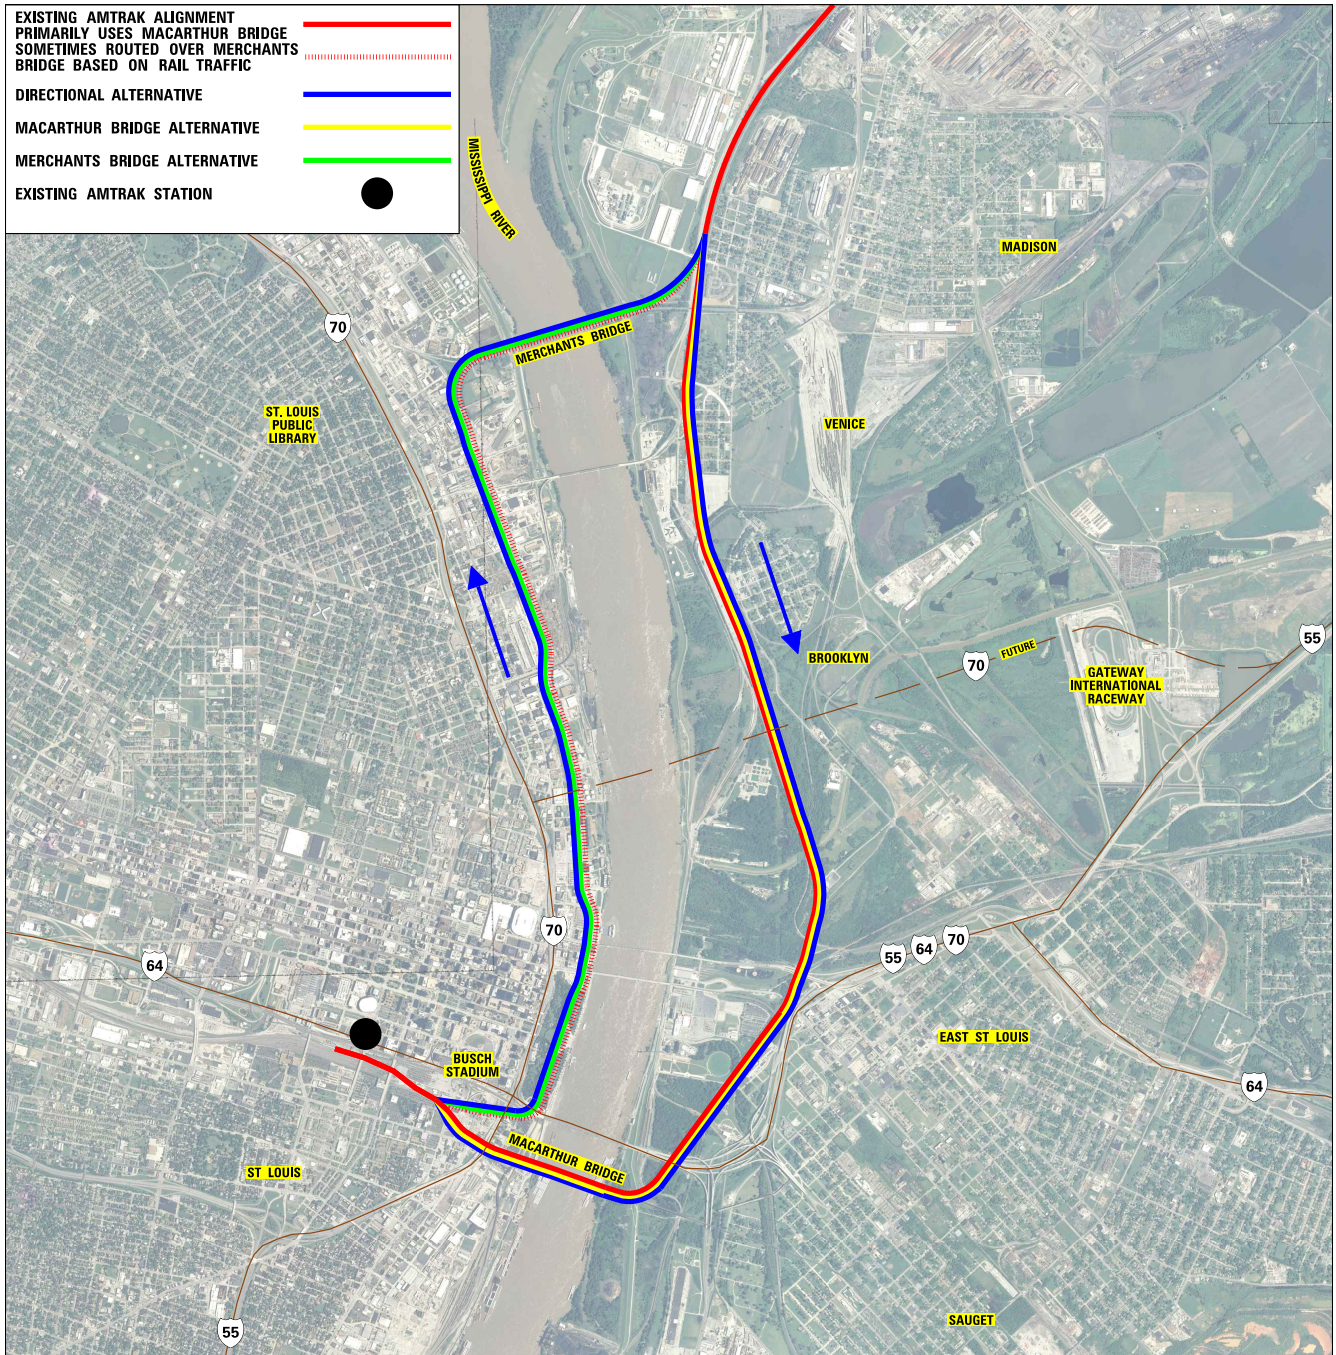 EXISTING AMTRAK ALIGNMENT
PRIMARILY USES MACARTHUR BRIDGE
SOMETIMES ROUTED OVER MERCHANTS
BRIDGE BASED ON RAIL TRAFFIC
DIRECTIONAL ALTERNATIVE
MACARTHUR BRIDGE ALTERNATIVE
MERCHANTS BRIDGE ALTERNATIVE
EXISTING AMTRAK STATION
MISSISSIPPI RIVER
MADISON
70
MERCHANTS BRIDGE
ST. LOUIS
PUBLIC
LIBRARY
VENICE
55
FUTURE
70
BROOKLYN
GATEWAY
INTERNATIONAL
RACEWAY
70
64
55
64
70
EAST ST LOUIS
BUSCH
STADIUM
64
MACARTHUR BRIDGE
ST LOUIS
SAUGET
55